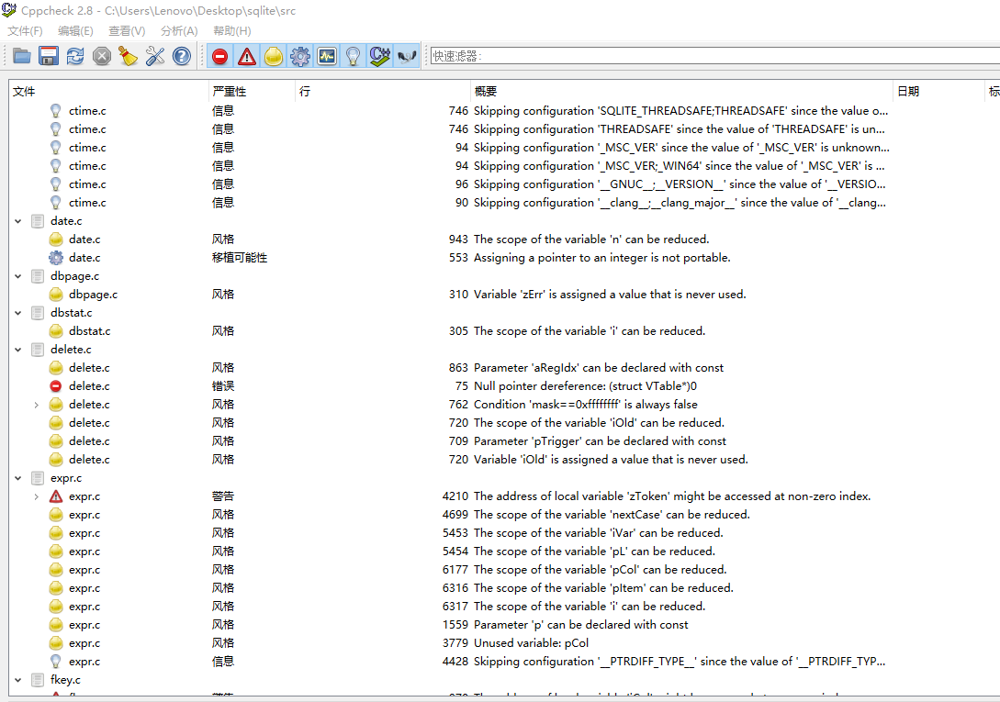 Cppcheck 2.8 - C:\Users\Lenovo\Desktop\sqlite\src
文件(F) 编辑(E) 查看(V) 分析(A) 帮助(H)
快速滤器:
文件 严重性 行 概要 日期 标
ctime.c 信息 746 Skipping configuration 'SQLITE_THREADSAFE;THREADSAFE' since the value o...
ctime.c 信息 746 Skipping configuration 'THREADSAFE' since the value of 'THREADSAFE' is un...
ctime.c 信息 94 Skipping configuration '_MSC_VER' since the value of '_MSC_VER' is unknown...
ctime.c 信息 94 Skipping configuration '_MSC_VER;_WIN64' since the value of '_MSC_VER' is ...
ctime.c 信息 96 Skipping configuration '__GNUC__;__VERSION__' since the value of '__VERSIO...
ctime.c 信息 90 Skipping configuration '__clang__;__clang_major__' since the value of '__clang...
date.c
date.c 风格 943 The scope of the variable 'n' can be reduced.
date.c 移植可能性 553 Assigning a pointer to an integer is not portable.
dbpage.c
dbpage.c 风格 310 Variable 'zErr' is assigned a value that is never used.
dbstat.c
dbstat.c 风格 305 The scope of the variable 'i' can be reduced.
delete.c
delete.c 风格 863 Parameter 'aRegIdx' can be declared with const
delete.c 错误 75 Null pointer dereference: (struct VTable*)0
delete.c 风格 762 Condition 'mask==0xffffffff' is always false
delete.c 风格 720 The scope of the variable 'iOld' can be reduced.
delete.c 风格 709 Parameter 'pTrigger' can be declared with const
delete.c 风格 720 Variable 'iOld' is assigned a value that is never used.
expr.c
expr.c 警告 4210 The address of local variable 'zToken' might be accessed at non-zero index.
expr.c 风格 4699 The scope of the variable 'nextCase' can be reduced.
expr.c 风格 5453 The scope of the variable 'iVar' can be reduced.
expr.c 风格 5454 The scope of the variable 'pL' can be reduced.
expr.c 风格 6177 The scope of the variable 'pCol' can be reduced.
expr.c 风格 6316 The scope of the variable 'pItem' can be reduced.
expr.c 风格 6317 The scope of the variable 'i' can be reduced.
expr.c 风格 1559 Parameter 'p' can be declared with const
expr.c 风格 3779 Unused variable: pCol
expr.c 信息 4428 Skipping configuration '__PTRDIFF_TYPE__' since the value of '__PTRDIFF_TYP...
fkey.c